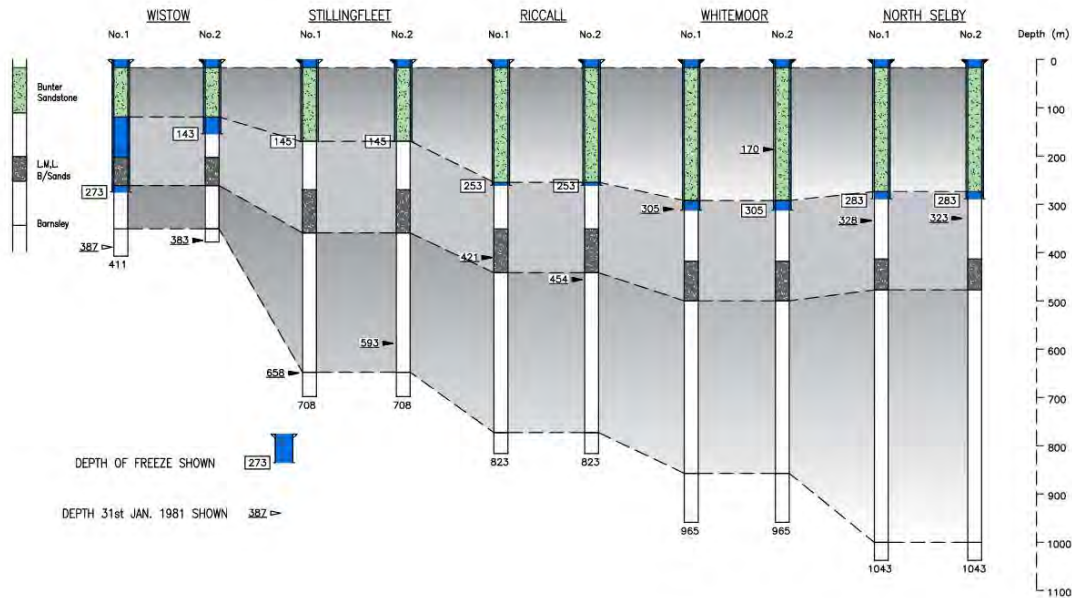 WISTOW STILLINGFLEET RICCALL WHITEMOOR NORTH SELBY
No.1 No.2 No.1 No.2 No.1 No.2 No.1 No.2 No.1 No.2 Depth (m)
0
Bunter
Sandstone
100
143 145 145
170
200
L.M.L.
B/Sands
273 253 253 283 283
300
305 305 328 323
Barnsley
387 383
400
411 421
454
500
593
600
658
700
708 708
DEPTH OF FREEZE SHOWN 273
800
823 823
DEPTH 31st JAN. 1981 SHOWN 387
900
965 965
1000
1043 1043
1100